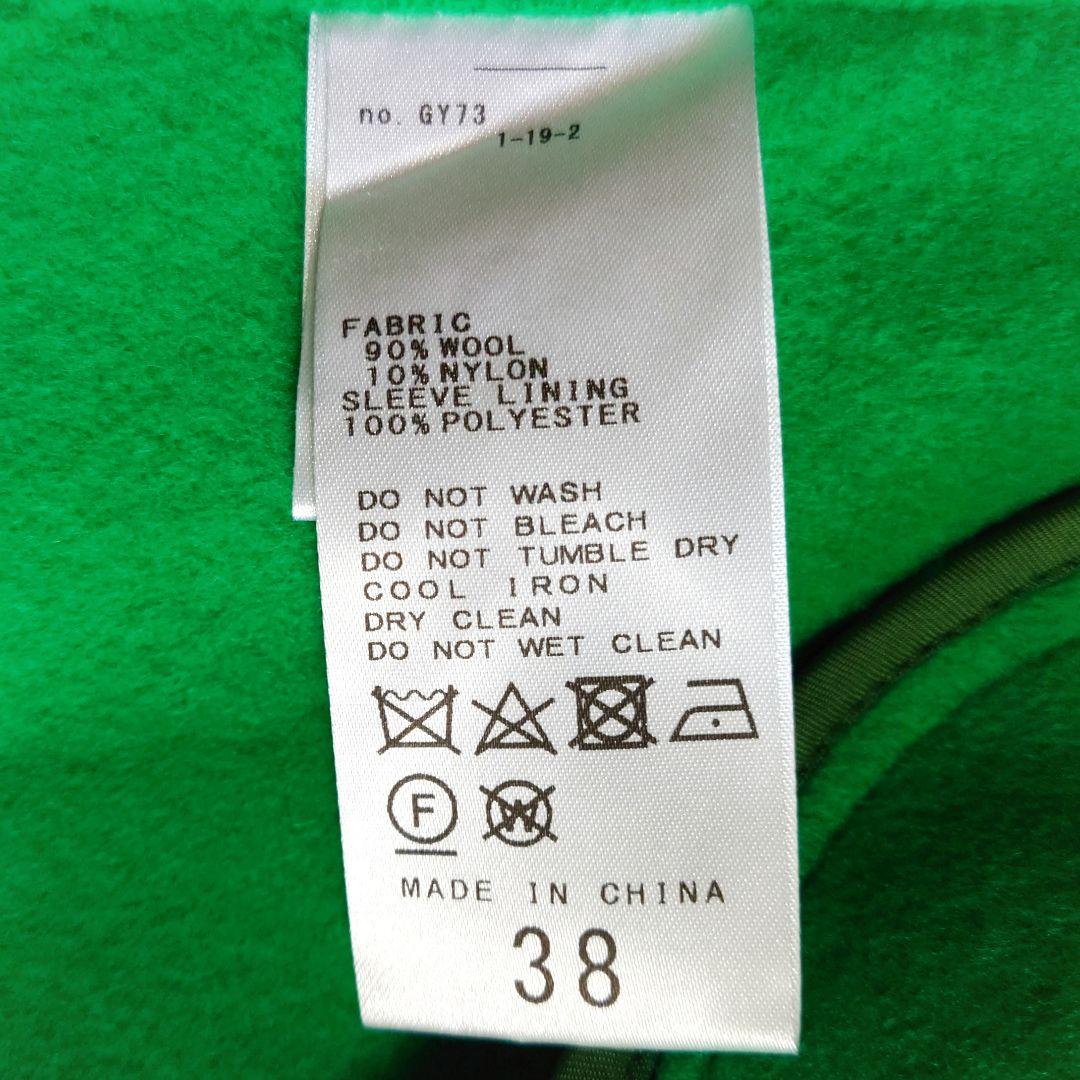 no. GY73
1-19-2
FABRIC
90% WOOL
10% NYLON
SLEEVE LINING
100% POLYESTER
DO NOT WASH
DO NOT BLEACH
DO NOT TUMBLE DRY
COOL IRON
DRY CLEAN
DO NOT WET CLEAN
F W
MADE IN CHINA
38